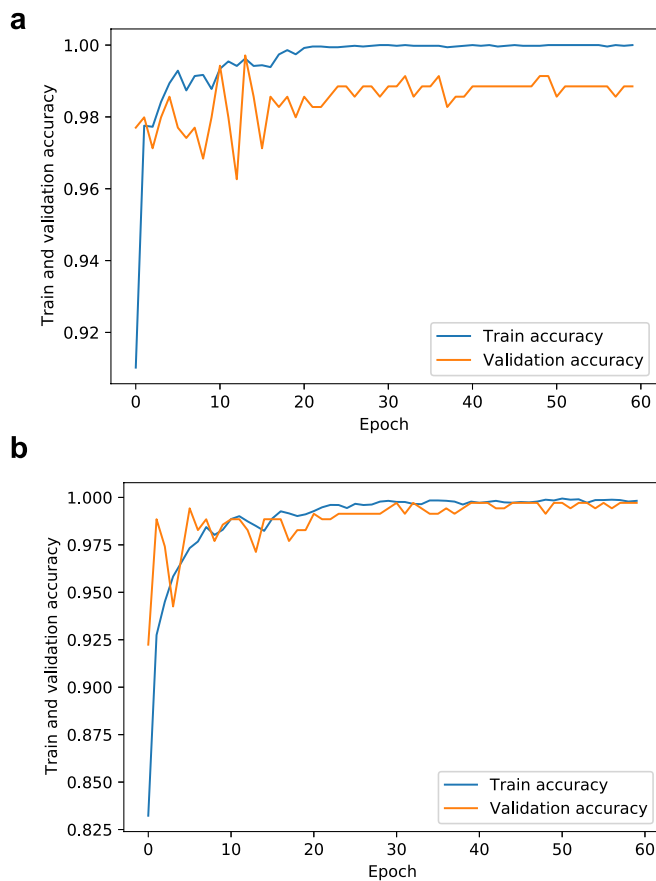 a
Train and validation accuracy
1.00
0.98
0.96
0.94
0.92
Train accuracy
Validation accuracy
0 10 20 30 40 50 60
Epoch
b
Train and validation accuracy
1.000
0.975
0.950
0.925
0.900
0.875
0.850
0.825
Train accuracy
Validation accuracy
0 10 20 30 40 50 60
Epoch